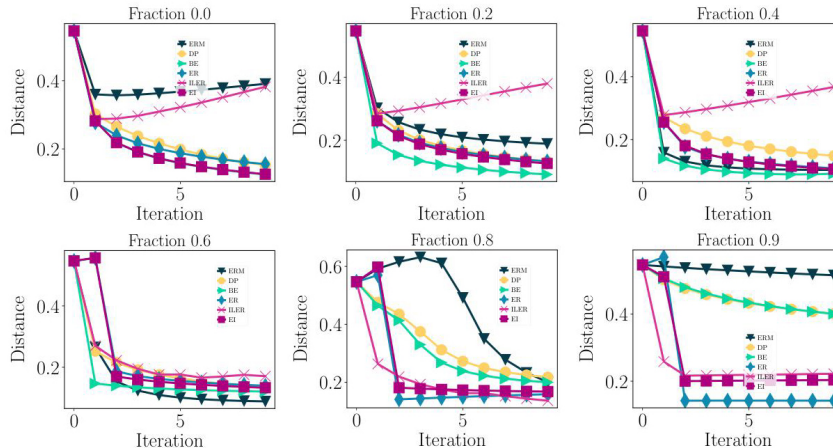 Fraction 0.0
Distance
0.4
0.2
ERM
DP
BE
ER
ILER
EI
0
5
Iteration
Fraction 0.2
Distance
0.4
0.2
ERM
DP
BE
ER
ILER
EI
0
5
Iteration
Fraction 0.4
Distance
0.4
0.2
ERM
DP
BE
ER
ILER
EI
0
5
Iteration
Fraction 0.6
Distance
0.4
0.2
ERM
DP
BE
ER
ILER
EI
0
5
Iteration
Fraction 0.8
Distance
0.6
0.4
0.2
ERM
DP
BE
ER
ILER
EI
0
5
Iteration
Fraction 0.9
Distance
0.4
0.2
ERM
DP
BE
ER
ILER
EI
0
5
Iteration